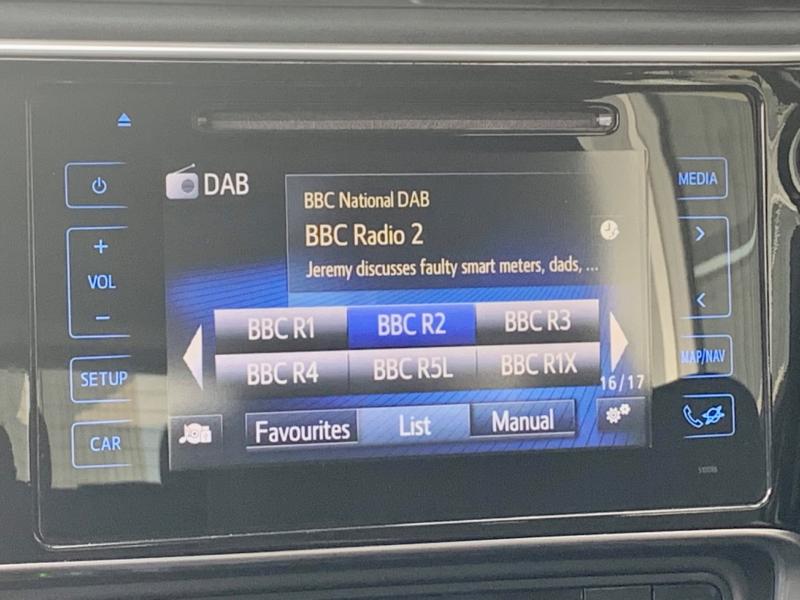 DAB
BBC National DAB
BBC Radio 2
Jeremy discusses faulty smart meters, dads, ...
MEDIA
+
VOL
−
SETUP
CAR
BBC R1 BBC R2 BBC R3
BBC R4 BBC R5L BBC R1X
MAP/NAV
16/17
Favourites List Manual